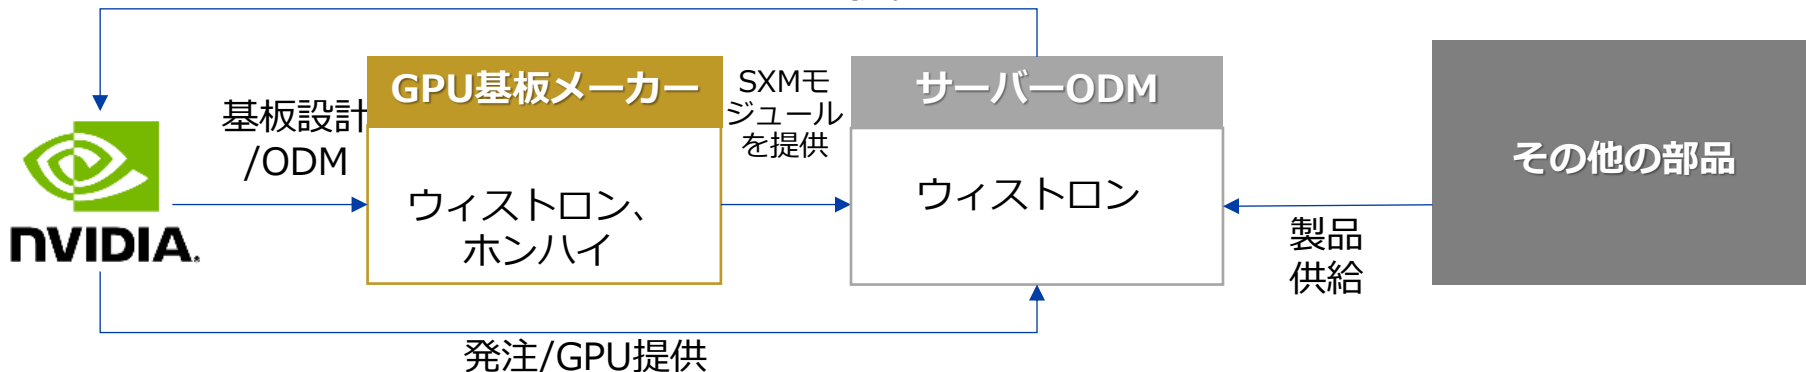 GPU基板メーカー
SXMモ
ジュール
を提供
サーバーODM
基板設計
/ODM
その他の部品
ウィストロン、
ホンハイ
ウィストロン
nVIDIA.
製品
供給
発注/GPU提供